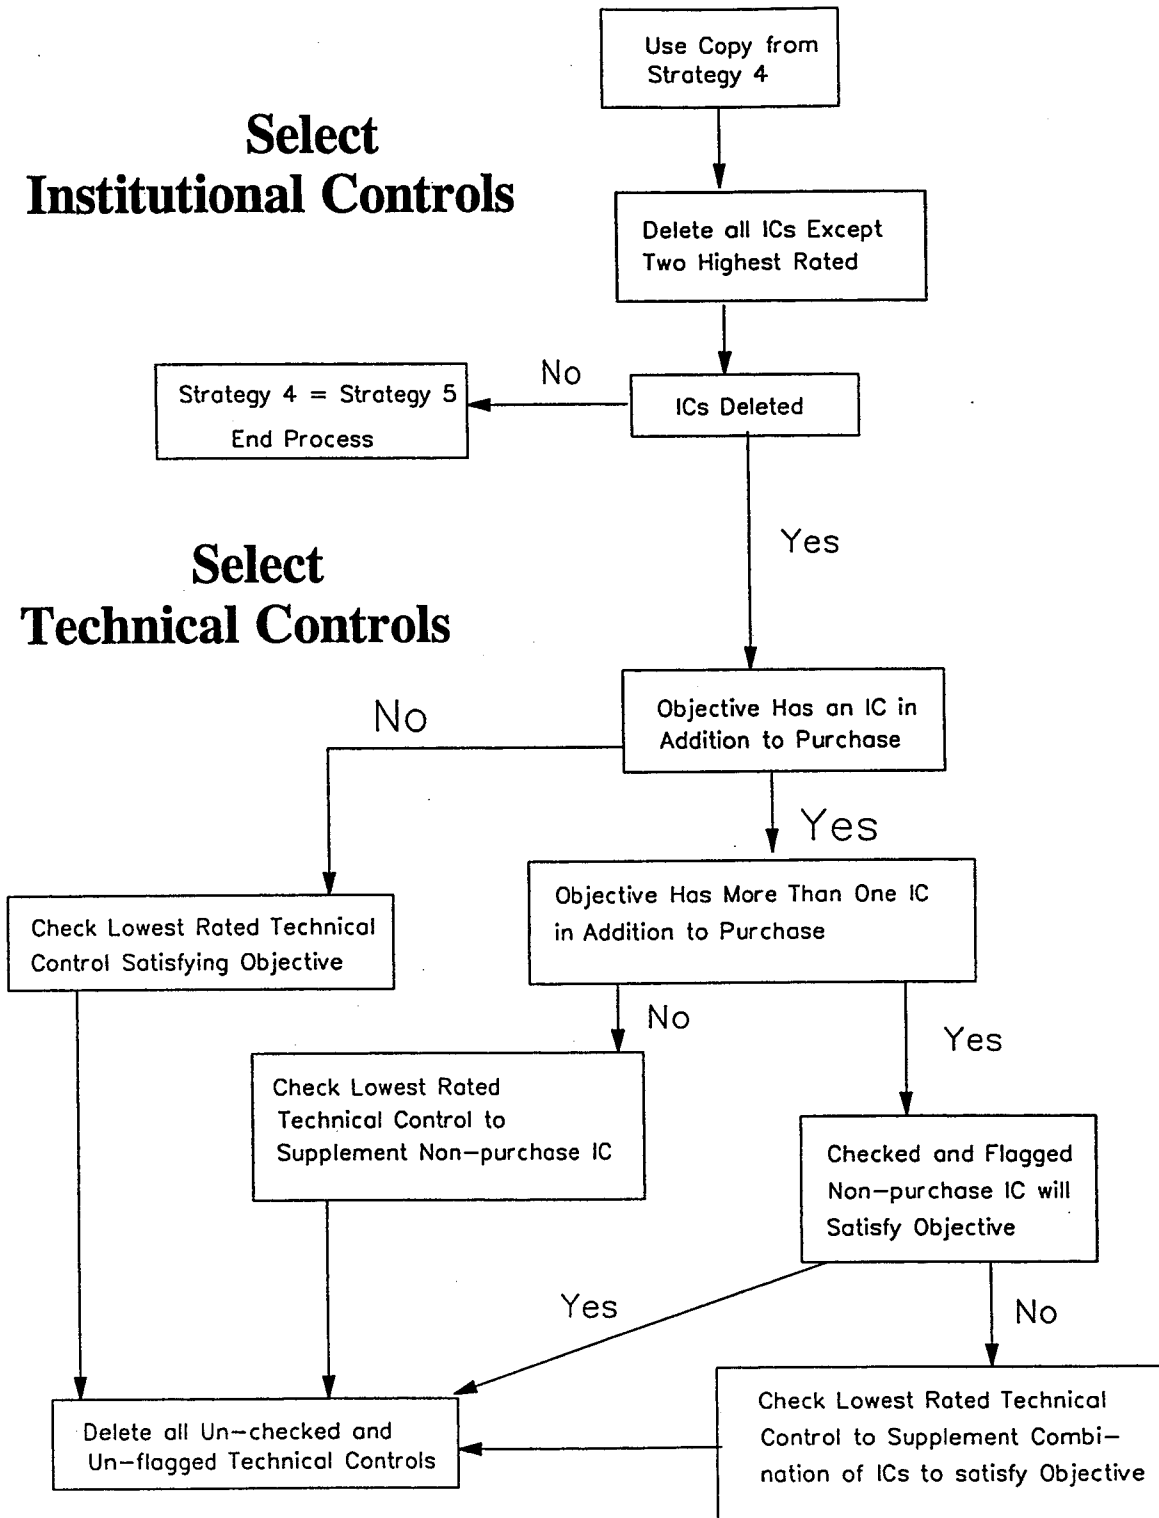 Use Copy from
Strategy 4
Select
Institutional Controls
Delete all ICs Except
Two Highest Rated
No
Strategy 4 = Strategy 5
End Process
ICs Deleted
Yes
Select
Technical Controls
Objective Has an IC in
Addition to Purchase
No
Yes
Objective Has More Than One IC
in Addition to Purchase
Check Lowest Rated Technical
Control Satisfying Objective
No
Yes
Check Lowest Rated
Technical Control to
Supplement Non-purchase IC
Checked and Flagged
Non-purchase IC will
Satisfy Objective
Yes
No
Delete all Un-checked and
Un-flagged Technical Controls
Check Lowest Rated Technical
Control to Supplement Combi-
nation of ICs to satisfy Objective